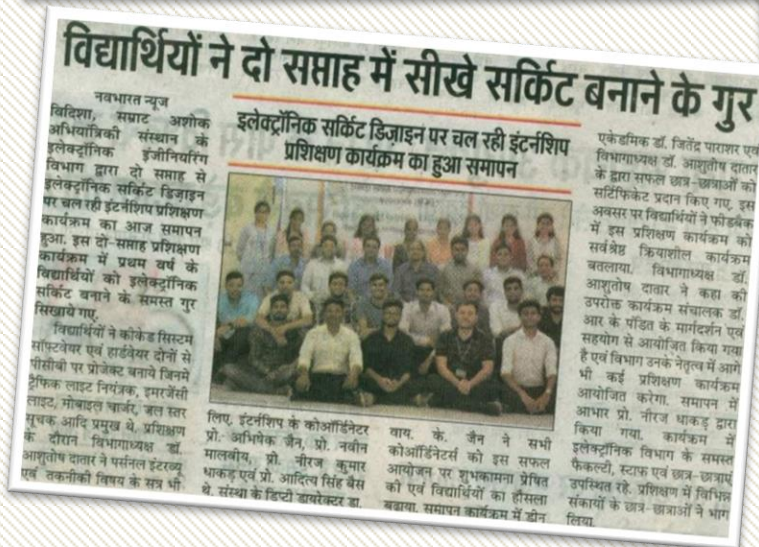 विद्यार्थियों ने दो सप्ताह में सीखे सर्किट बनाने के गुर
इलेक्ट्रॉनिक सर्किट डिज़ाइन पर चल रही इंटर्नशिप
प्रशिक्षण कार्यक्रम का हुआ समापन
नवभारत न्यूज
विदिशा, सम्राट अशोक
अभियांत्रिकी संस्थान के
इलेक्ट्रॉनिक इंजीनियरिंग
विभाग द्वारा दो सप्ताह से
इलेक्ट्रॉनिक सर्किट डिज़ाइन
पर चल रही इंटर्नशिप प्रशिक्षण
कार्यक्रम का आज समापन
हुआ. इस दो-सप्ताह प्रशिक्षण
कार्यक्रम में प्रथम वर्ष के
विद्यार्थियों को इलेक्ट्रॉनिक
सर्किट बनाने के समस्त गुर
सिखाये गए.
विद्यार्थियों ने कीकेड सिस्टम
सॉफ्टवेयर एवं हार्डवेयर दोनों से
पीसीबी पर प्रोजेक्ट बनाये जिनमें
ट्रैफिक लाइट नियंत्रक, इमरजेंसी
लाइट, मोबाइल चार्जर, जल स्तर
सूचक आदि प्रमुख थे. प्रशिक्षण
के दौरान विभागाध्यक्ष डॉ.
आशुतोष दातार ने पर्सनल इंटरव्यू
एवं तकनीकी विषय के सत्र भी
लिए. इंटर्नशिप के कोऑर्डिनेटर
प्रो. अभिषेक जैन, प्रो. नवीन
मालवीय, प्रो. नीरज कुमार
धाकड़ एवं प्रो. आदित्य सिंह बैस
थे. संस्था के डिप्टी डायरेक्टर डा.
वाय. के. जैन ने सभी
कोऑर्डिनेटर्स को इस सफल
आयोजन पर शुभकामना प्रेषित
की एवं विद्यार्थियों का हौंसला
बढ़ाया. समापन कार्यक्रम में डीन
एकेडमिक डॉ. जितेंद्र पाराशर एवं
विभागाध्यक्ष डॉ. आशुतोष दातार
के द्वारा सफल छात्र-छात्राओं को
सर्टिफिकेट प्रदान किए गए. इस
अवसर पर विद्यार्थियों ने फीडबैक
में इस प्रशिक्षण कार्यक्रम को
सर्वश्रेष्ठ क्रियाशील कार्यक्रम
बतलाया. विभागाध्यक्ष डॉ.
आशुतोष दातार ने कहा की
उपरोक्त कार्यक्रम संचालक डॉ.
आर के पंडित के मार्गदर्शन एवं
सहयोग से आयोजित किया गया
है एवं विभाग उनके नेतृत्व में आगे
भी कई प्रशिक्षण कार्यक्रम
आयोजित करेगा. समापन में
आभार प्रो. नीरज धाकड़ द्वारा
किया गया. कार्यक्रम में
इलेक्ट्रॉनिक विभाग के समस्त
फैकल्टी, स्टाफ एवं छात्र-छात्राएं
उपस्थित रहे. प्रशिक्षण में विभिन्न
संकायों के छात्र-छात्राओं ने भाग
लिया.